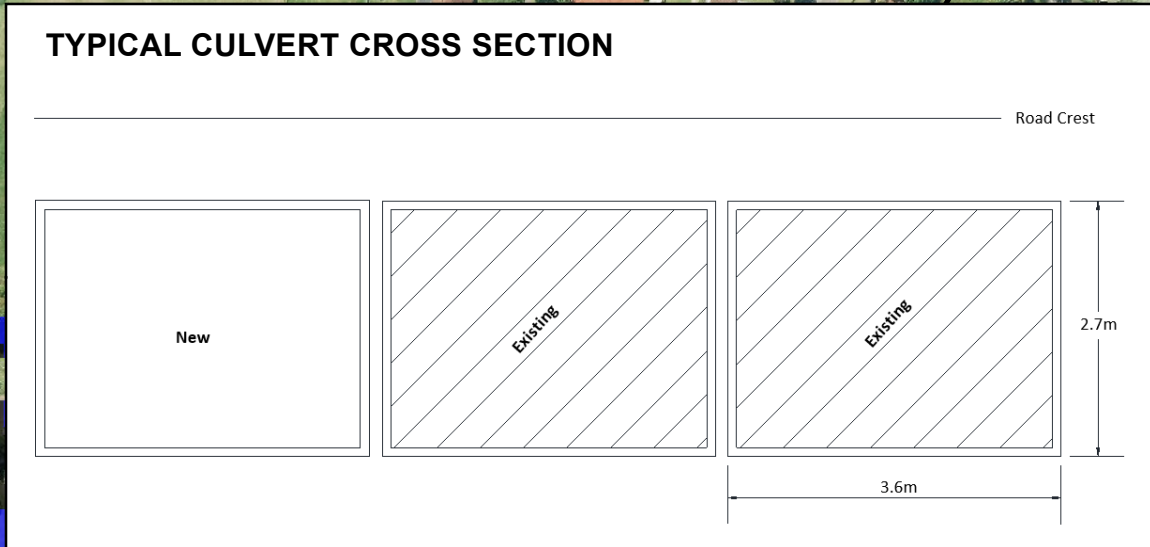 TYPICAL CULVERT CROSS SECTION
Road Crest
New
Existing
Existing
2.7m
3.6m